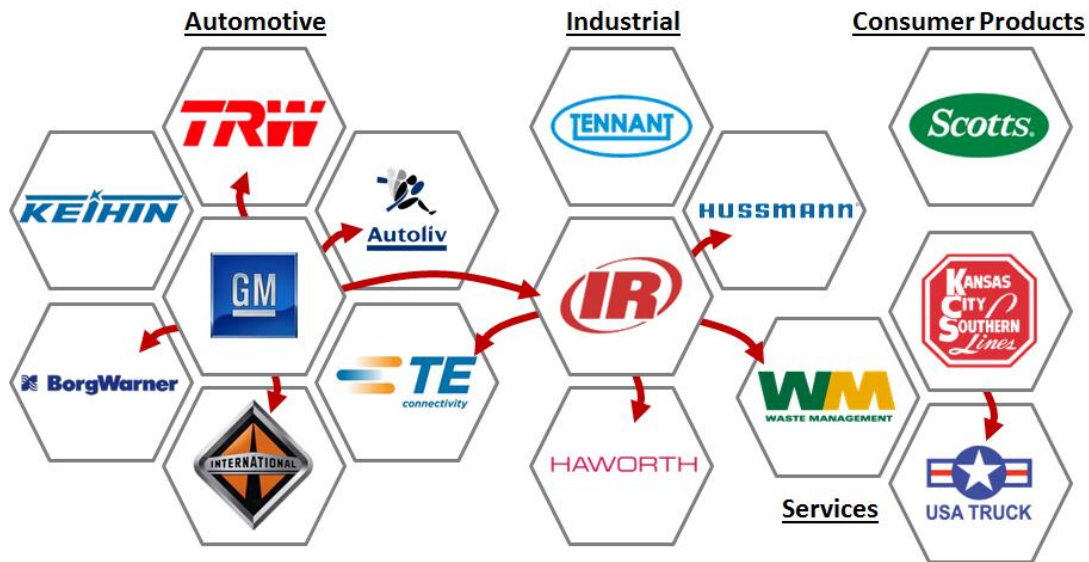 Automotive
Industrial
Consumer Products
TRW
TENNANT
Scotts
KEIHIN
Autoliv
HUSSMANN
GM
IR
KANSAS
CITY
SOUTHERN
Lines
BorgWarner
TE
connectivity
WM
WASTE MANAGEMENT
INTERNATIONAL
HAWORTH
Services
USA TRUCK